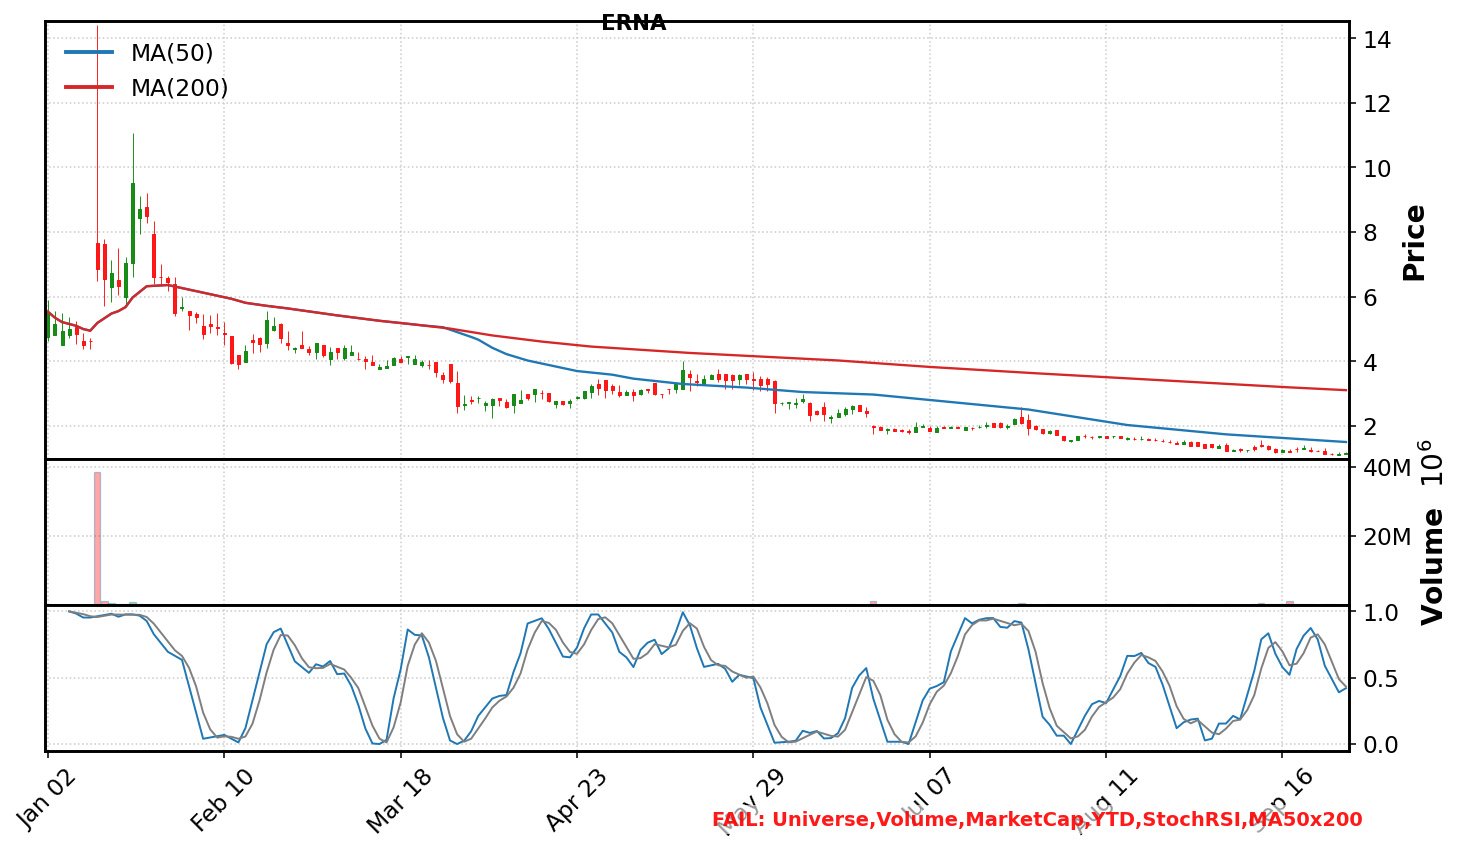 ERNA
MA(50)
MA(200)
14
12
10
8
6
4
2
Price
40M
20M
Volume 10^6
1.0
0.5
0.0
Jan 02
Feb 10
Mar 18
Apr 23
May 29
Jul 07
Aug 11
Sep 16
FAIL: Universe,Volume,MarketCap,YTD,StochRSI,MA50x200